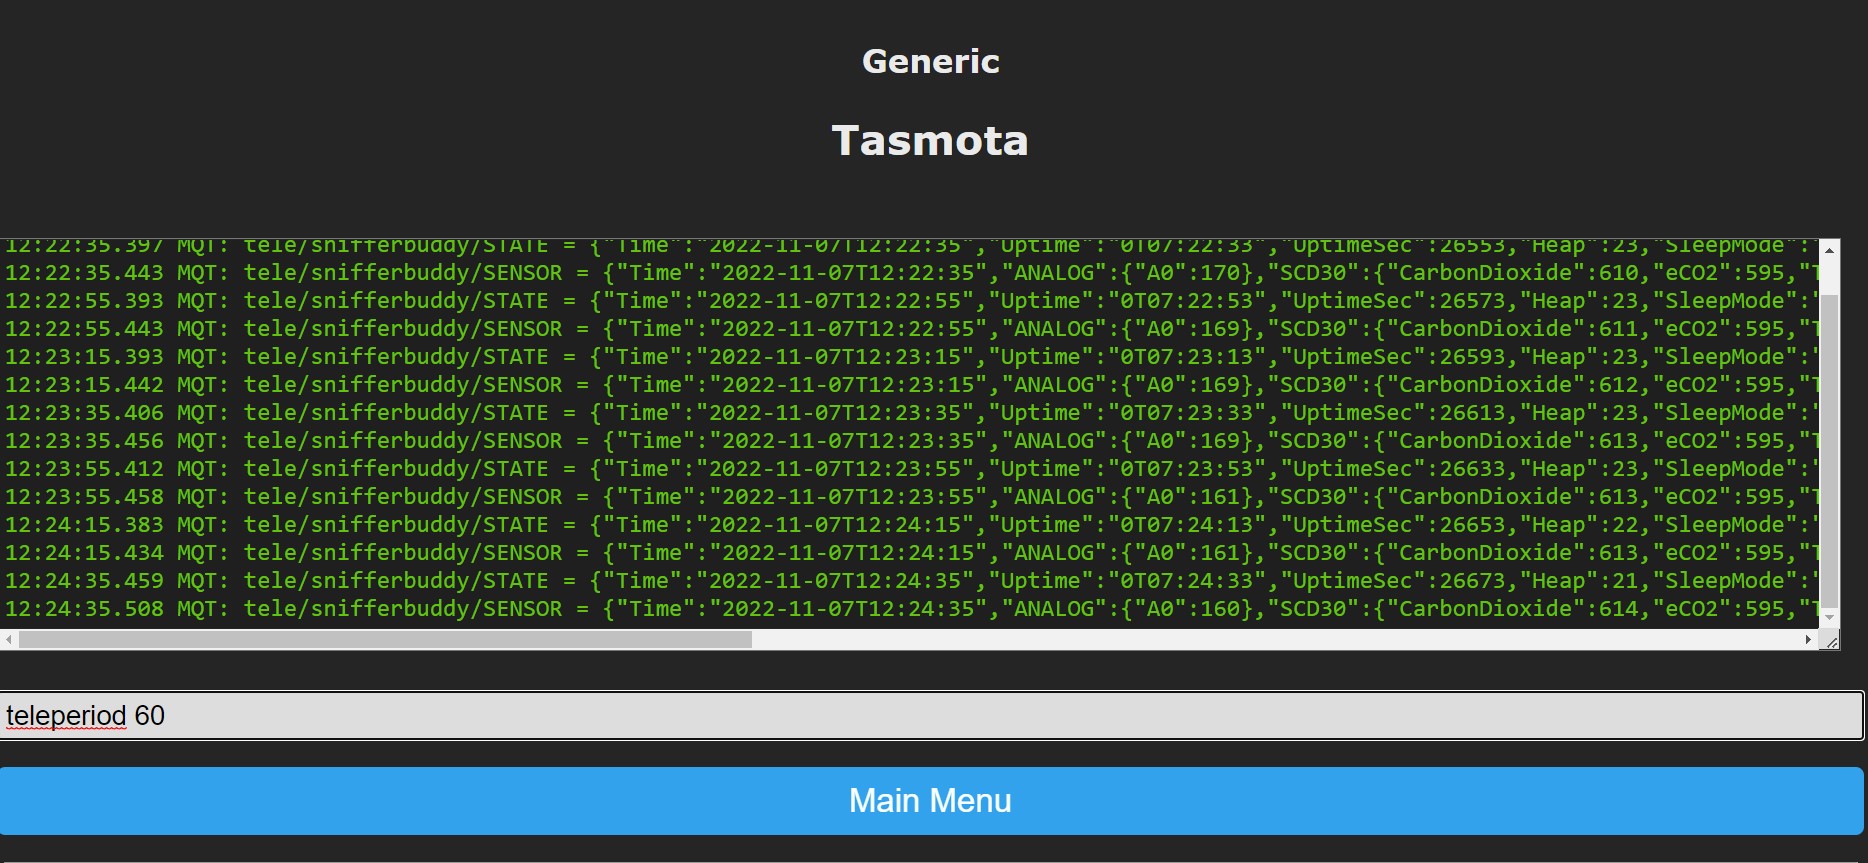 Generic
Tasmota
12:22:35.397 MQT: tele/snifferbuddy/STATE = {"Time":"2022-11-07T12:22:35","Uptime":"0T07:22:33","UptimeSec":26553,"Heap":23,"SleepMode":"
12:22:35.443 MQT: tele/snifferbuddy/SENSOR = {"Time":"2022-11-07T12:22:35","ANALOG":{"A0":170},"SCD30":{"CarbonDioxide":610,"eCO2":595,"T
12:22:55.393 MQT: tele/snifferbuddy/STATE = {"Time":"2022-11-07T12:22:55","Uptime":"0T07:22:53","UptimeSec":26573,"Heap":23,"SleepMode":"
12:22:55.443 MQT: tele/snifferbuddy/SENSOR = {"Time":"2022-11-07T12:22:55","ANALOG":{"A0":169},"SCD30":{"CarbonDioxide":611,"eCO2":595,"T
12:23:15.393 MQT: tele/snifferbuddy/STATE = {"Time":"2022-11-07T12:23:15","Uptime":"0T07:23:13","UptimeSec":26593,"Heap":23,"SleepMode":"
12:23:15.442 MQT: tele/snifferbuddy/SENSOR = {"Time":"2022-11-07T12:23:15","ANALOG":{"A0":169},"SCD30":{"CarbonDioxide":612,"eCO2":595,"T
12:23:35.406 MQT: tele/snifferbuddy/STATE = {"Time":"2022-11-07T12:23:35","Uptime":"0T07:23:33","UptimeSec":26613,"Heap":23,"SleepMode":"
12:23:35.456 MQT: tele/snifferbuddy/SENSOR = {"Time":"2022-11-07T12:23:35","ANALOG":{"A0":169},"SCD30":{"CarbonDioxide":613,"eCO2":595,"T
12:23:55.412 MQT: tele/snifferbuddy/STATE = {"Time":"2022-11-07T12:23:55","Uptime":"0T07:23:53","UptimeSec":26633,"Heap":23,"SleepMode":"
12:23:55.458 MQT: tele/snifferbuddy/SENSOR = {"Time":"2022-11-07T12:23:55","ANALOG":{"A0":161},"SCD30":{"CarbonDioxide":613,"eCO2":595,"T
12:24:15.383 MQT: tele/snifferbuddy/STATE = {"Time":"2022-11-07T12:24:15","Uptime":"0T07:24:13","UptimeSec":26653,"Heap":22,"SleepMode":"
12:24:15.434 MQT: tele/snifferbuddy/SENSOR = {"Time":"2022-11-07T12:24:15","ANALOG":{"A0":161},"SCD30":{"CarbonDioxide":613,"eCO2":595,"T
12:24:35.459 MQT: tele/snifferbuddy/STATE = {"Time":"2022-11-07T12:24:35","Uptime":"0T07:24:33","UptimeSec":26673,"Heap":21,"SleepMode":"
12:24:35.508 MQT: tele/snifferbuddy/SENSOR = {"Time":"2022-11-07T12:24:35","ANALOG":{"A0":160},"SCD30":{"CarbonDioxide":614,"eCO2":595,"T
teleperiod 60
Main Menu